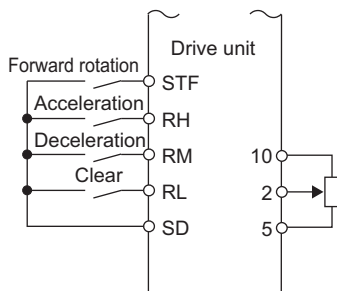 Drive unit
Forward rotation STF
Acceleration RH
Deceleration RM 10
Clear RL 2
SD 5